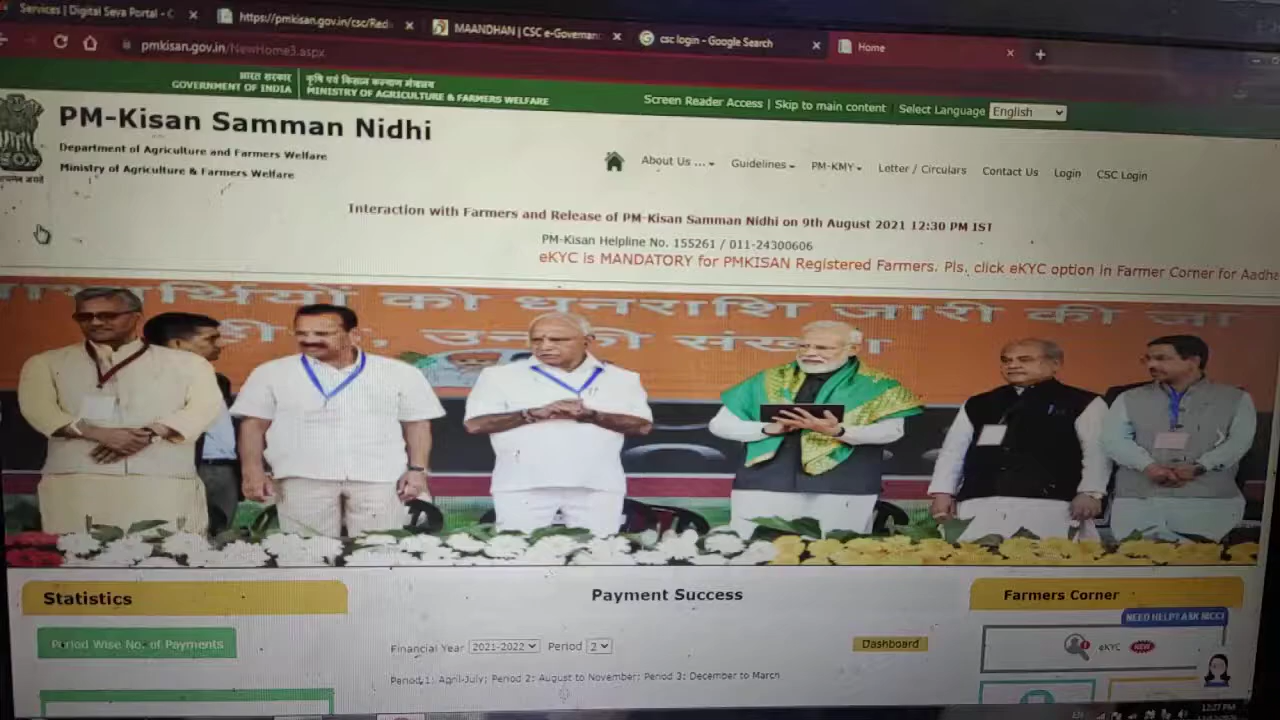 Services | Digital Seva Portal - C
https://pmkisan.gov.in/csc/Red
MAANDHAN | CSC e-Governan
csc login - Google Search
Home
pmkisan.gov.in/NewHome3.aspx
भारत सरकार
GOVERNMENT OF INDIA
कृषि एवं किसान कल्याण मंत्रालय
MINISTRY OF AGRICULTURE & FARMERS WELFARE
Screen Reader Access | Skip to main content | Select Language English
PM-Kisan Samman Nidhi
Department of Agriculture and Farmers Welfare
Ministry of Agriculture & Farmers Welfare
About Us ... Guidelines PM-KMY Letter / Circulars Contact Us Login CSC Login
Interaction with Farmers and Release of PM-Kisan Samman Nidhi on 9th August 2021 12:30 PM IST
PM-Kisan Helpline No. 155261 / 011-24300606
eKYC is MANDATORY for PMKISAN Registered Farmers. Pls. click eKYC option in Farmer Corner for Aadha
को धनराशि जारी की जा
उनकी संख्या
Statistics
Payment Success
Farmers Corner
NEED HELP? ASK
Period Wise No. of Payments
Financial Year 2021-2022 Period 2
Dashboard
eKYC NEW
Period 1: April-July; Period 2: August to November; Period 3: December to March
12:27 PM